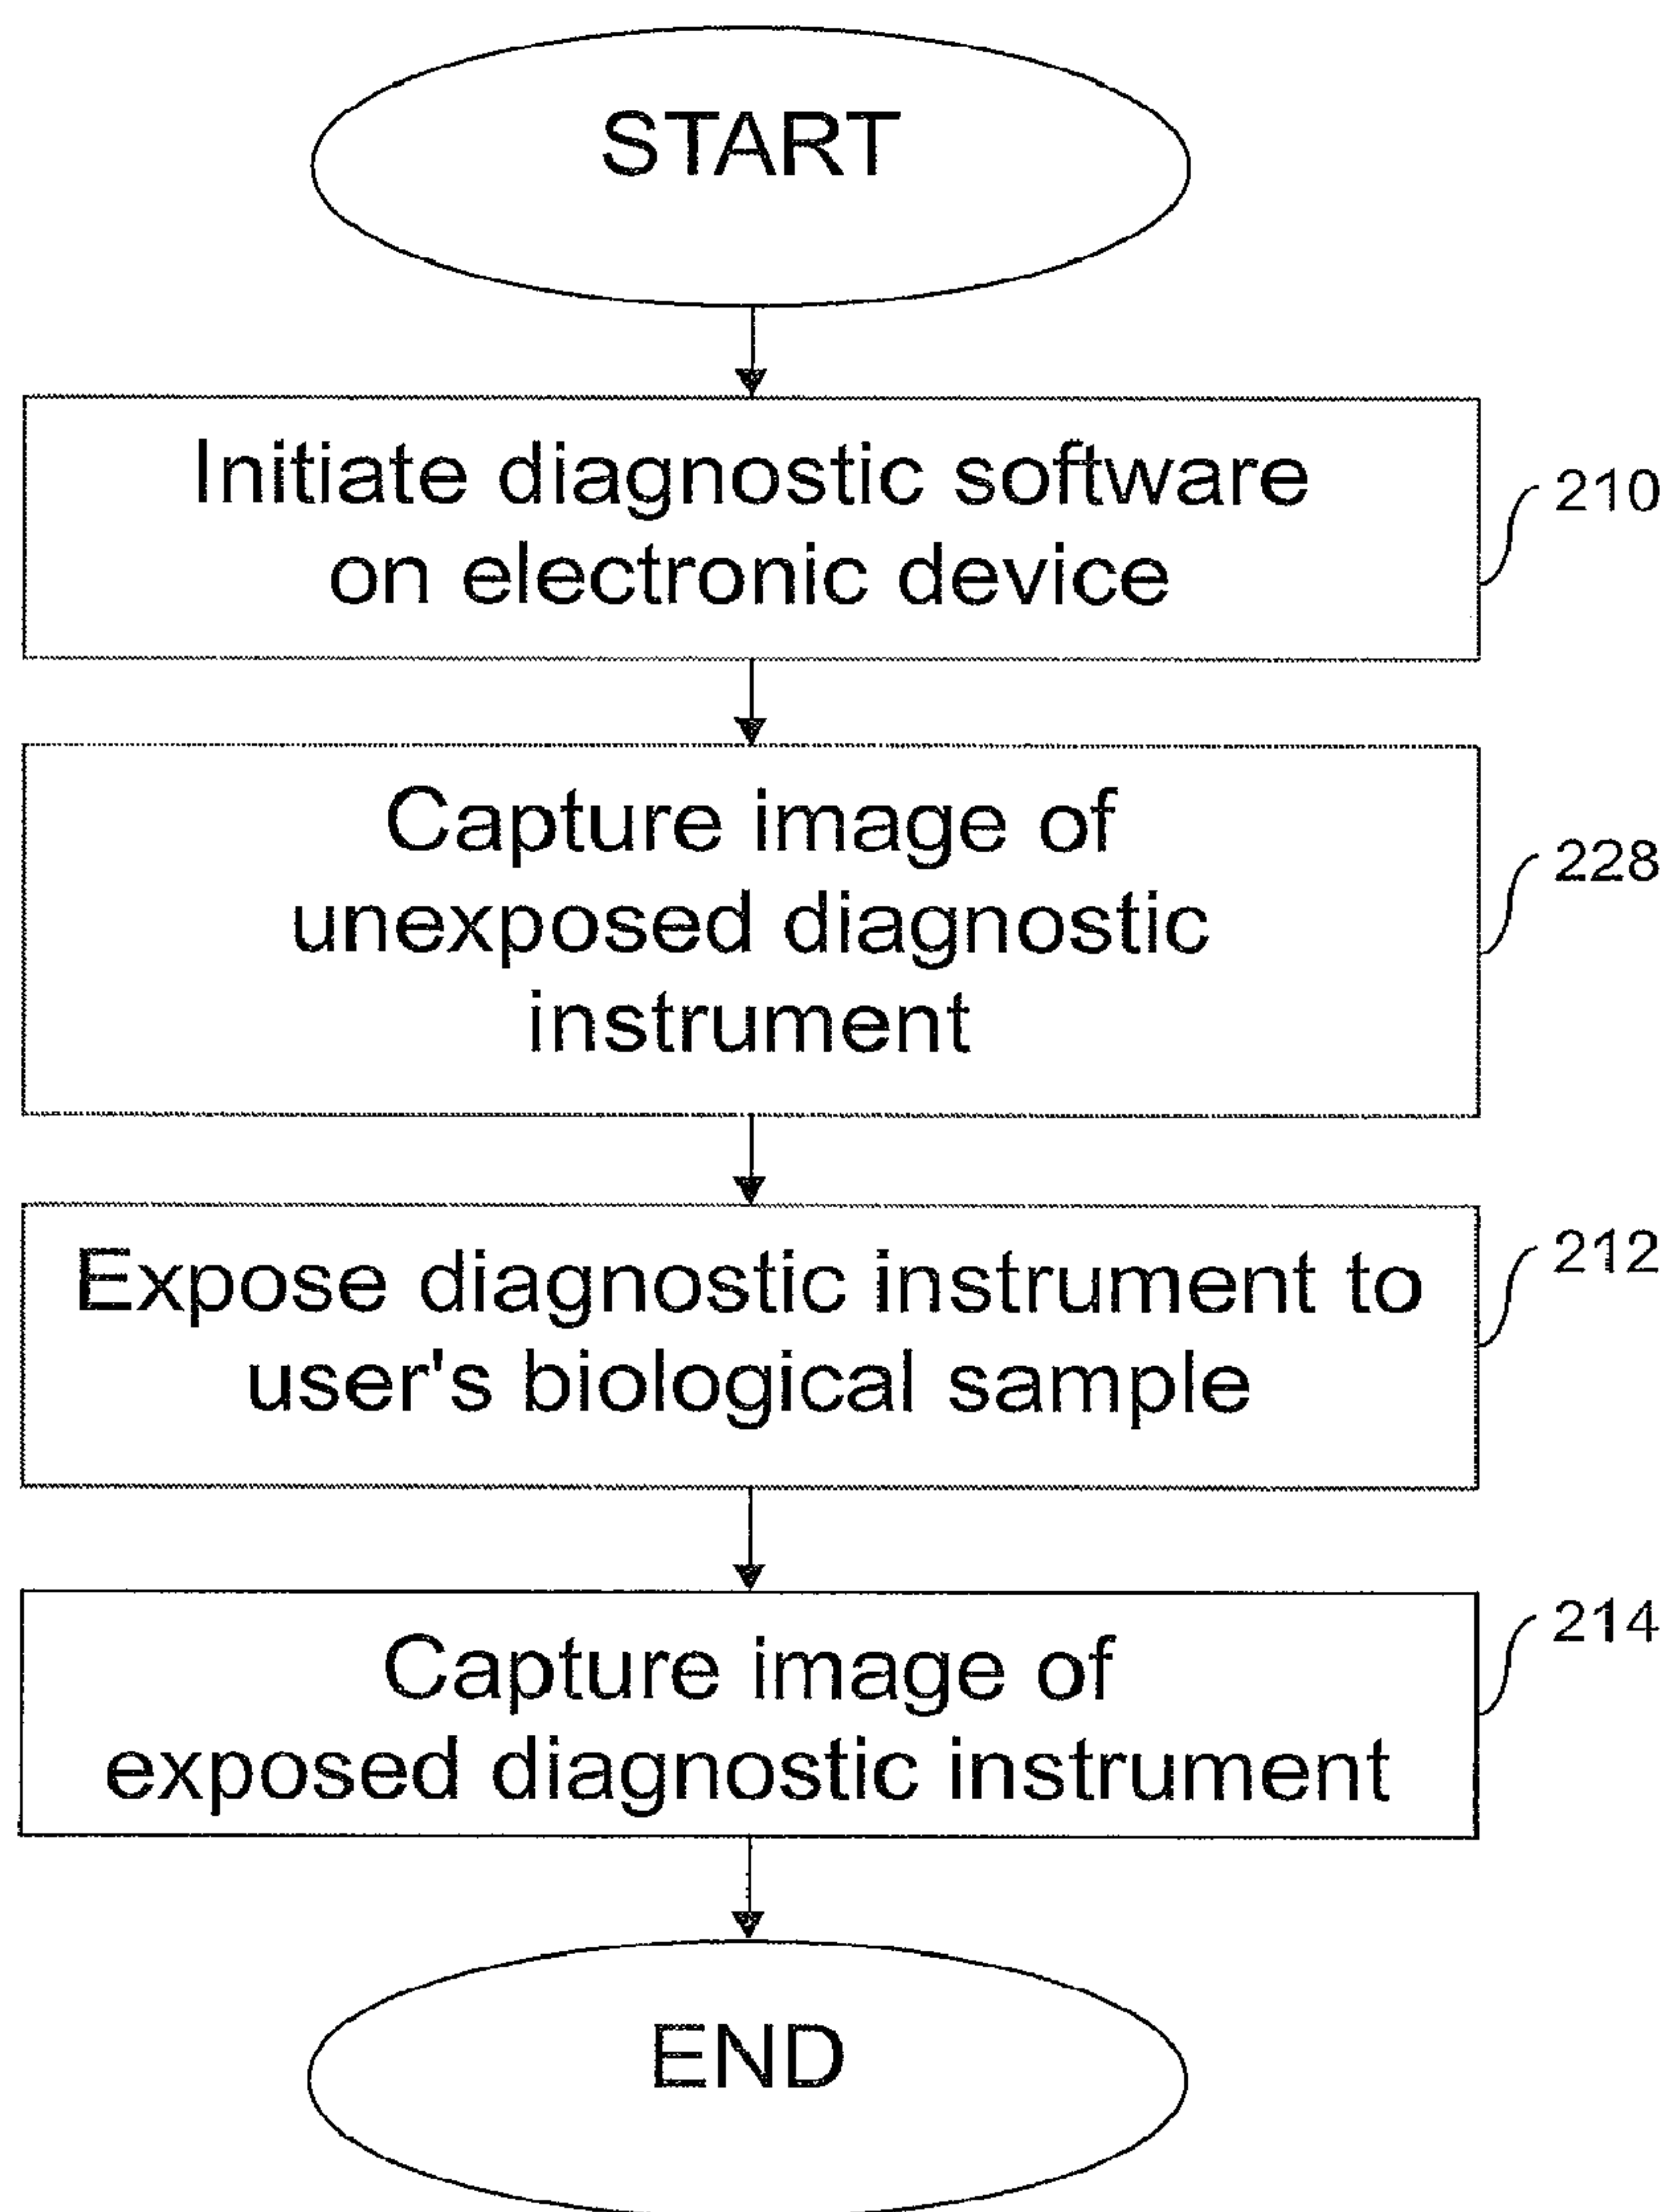 START
Initiate diagnostic software
on electronic device
210
Capture image of
unexposed diagnostic
instrument
228
Expose diagnostic instrument to
user's biological sample
212
Capture image of
exposed diagnostic instrument
214
END